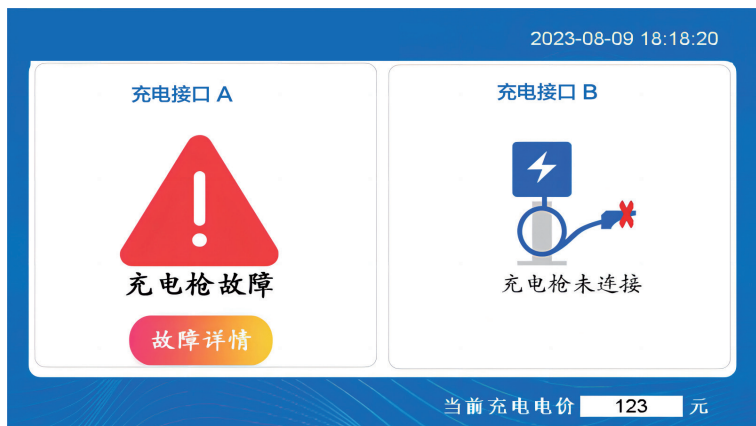 2023-08-09 18:18:20
充电接口 A
充电接口 B
充电枪故障
充电枪未连接
故障详情
当前充电电价 123 元